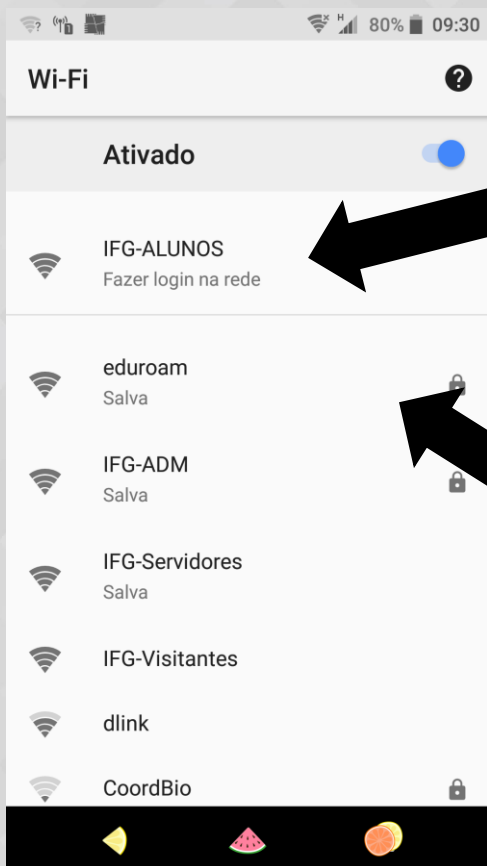 H 80% 09:30
Wi-Fi
Ativado
IFG-ALUNOS
Fazer login na rede
eduroam
Salva
IFG-ADM
Salva
IFG-Servidores
Salva
IFG-Visitantes
dlink
CoordBio